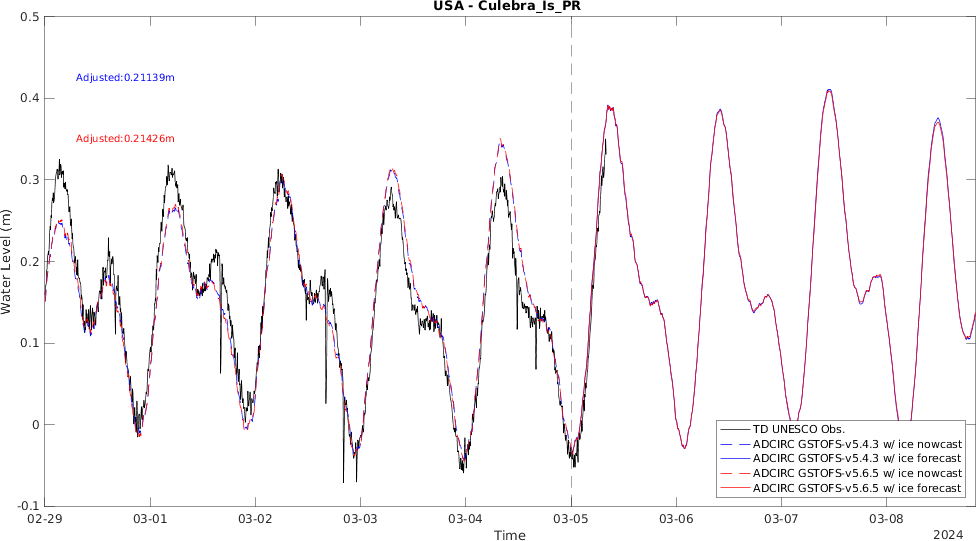 USA - Culebra_Is_PR
0.5
0.4
0.3
0.2
0.1
0
-0.1
Water Level (m)
Adjusted:0.21139m
Adjusted:0.21426m
TD UNESCO Obs.
ADCIRC GSTOFS-v5.4.3 w/ ice nowcast
ADCIRC GSTOFS-v5.4.3 w/ ice forecast
ADCIRC GSTOFS-v5.6.5 w/ ice nowcast
ADCIRC GSTOFS-v5.6.5 w/ ice forecast
02-29 03-01 03-02 03-03 03-04 03-05 03-06 03-07 03-08
Time
2024